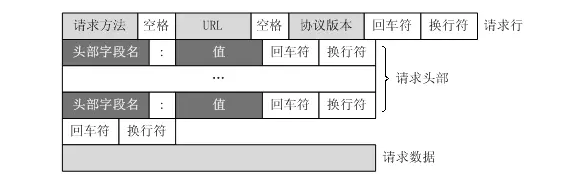 请求方法 空格 URL 空格 协议版本 回车符 换行符 请求行
头部字段名 : 值 回车符 换行符
…
请求头部
头部字段名 : 值 回车符 换行符
回车符 换行符
请求数据